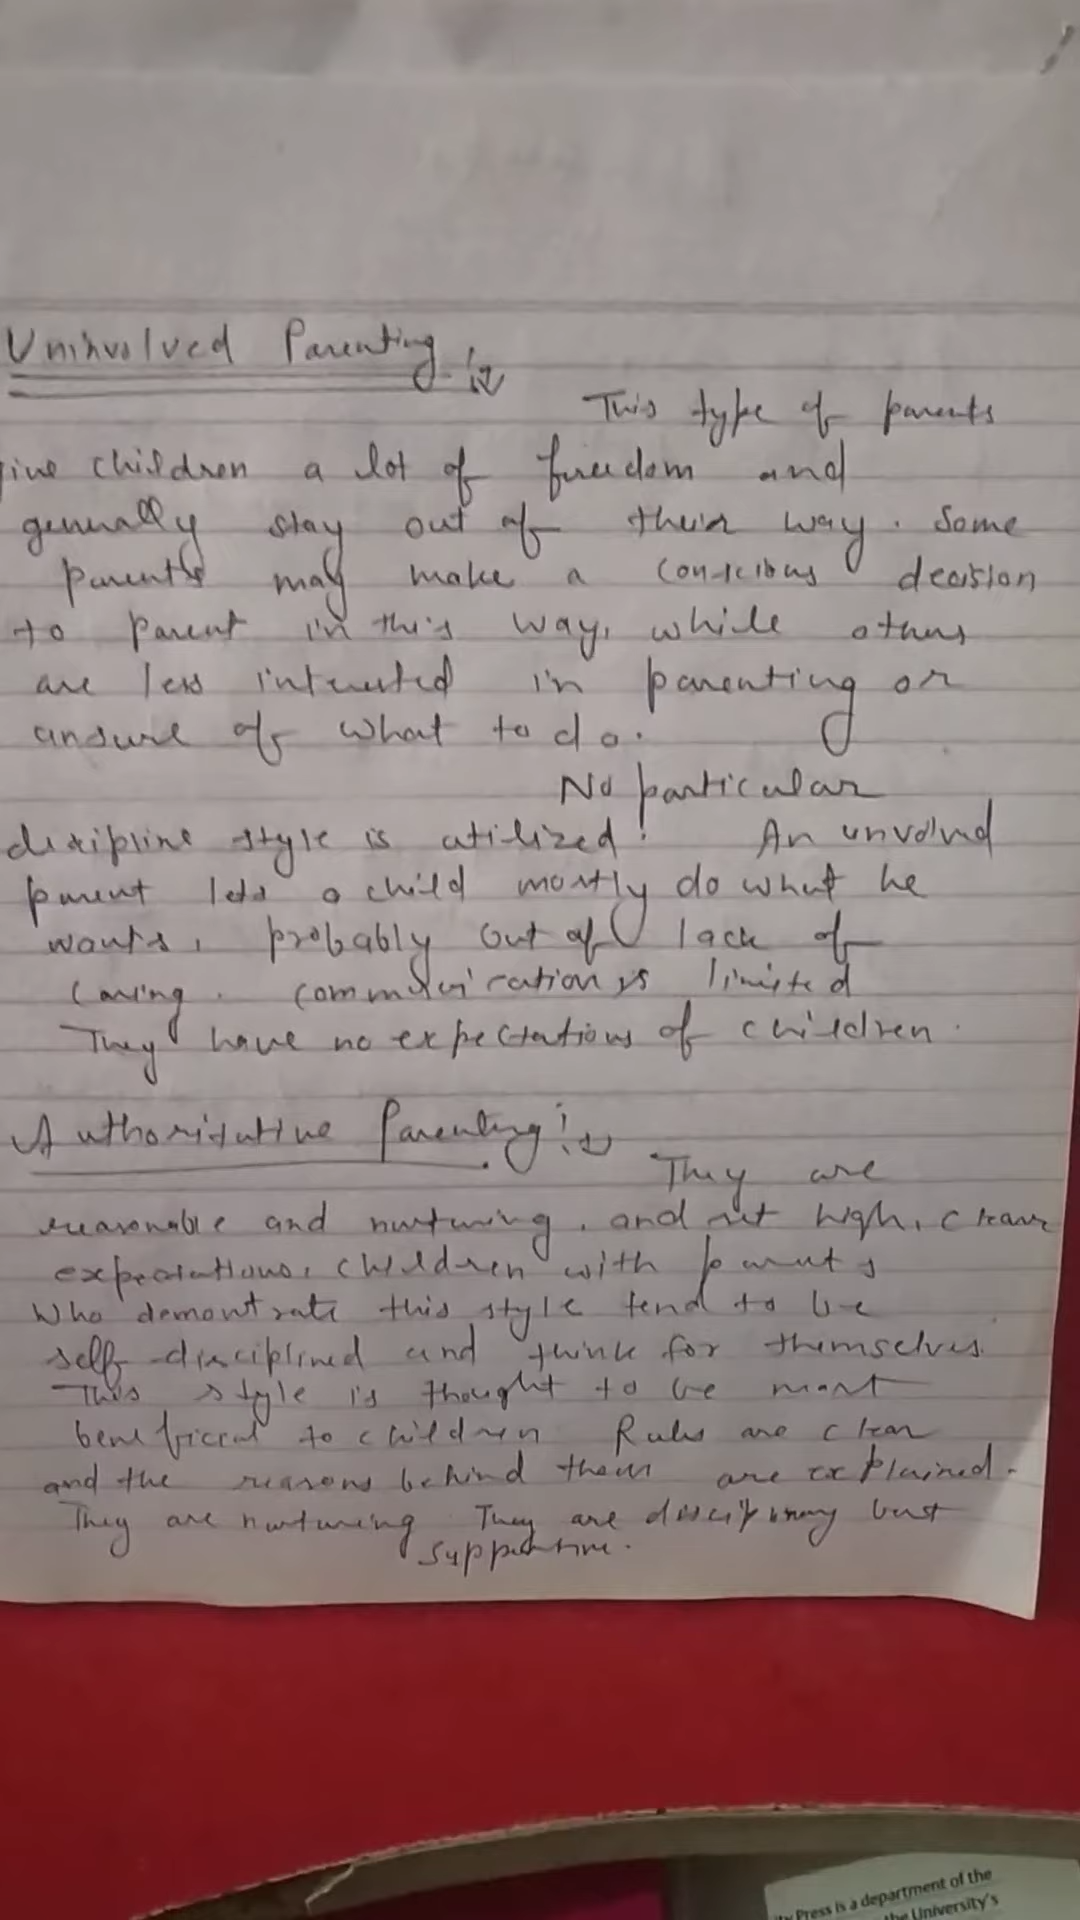 Uninvolved Parenting :-
This type of parents
give children a lot of freedom and
generally stay out of their way. Some
parents may make a conscious decision
to parent in this way, while others
are less interested in parenting or
unsure of what to do.
No particular
discipline style is utilized. An unvolved
parent lets a child mostly do what he
wants, probably out of lack of
caring. communication is limited
They have no expectations of children.
Authoritative Parenting :-
They are
reasonable and nurturing, and set high, clear
expectations. Children with parents
who demontrate this style tend to be
self-disciplined and think for themselves.
This style is thought to be most
beneficial to children Rules are clear
and the reasons behind them are explained.
They are nurturing They are but
supportive.
ty Press is a department of the
the University's